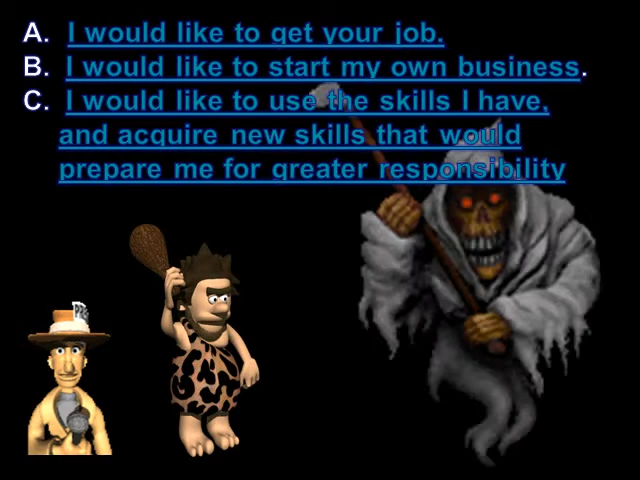 A. I would like to get your job.
B. I would like to start my own business.
C. I would like to use the skills I have,
and acquire new skills that would
prepare me for greater responsibility